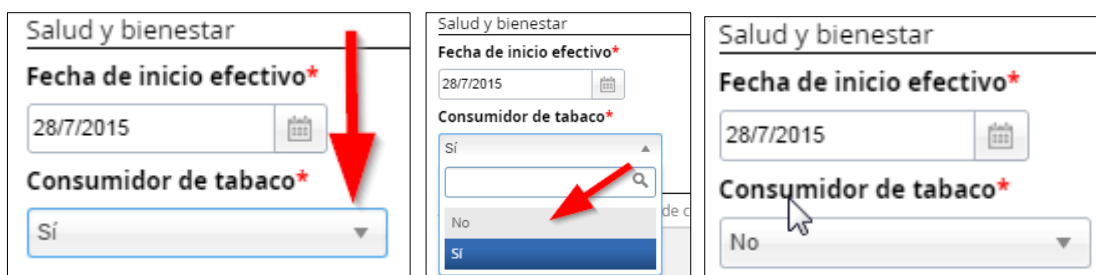 Salud y bienestar
Fecha de inicio efectivo*
28/7/2015
Consumidor de tabaco*
Sí
Salud y bienestar
Fecha de inicio efectivo*
28/7/2015
Consumidor de tabaco*
Sí
de c
No
Sí
Salud y bienestar
Fecha de inicio efectivo*
28/7/2015
Consumidor de tabaco*
No